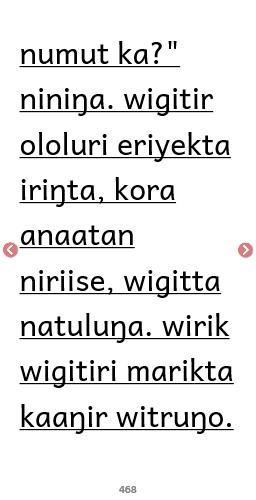 numut ka?"
niniŋa. wigitir
ololuri eriyekta
iriŋta, kora
anaatan
niriise, wigitta
natuluŋa. wirik
wigitiri marikta
kaaŋir witruŋo.
468